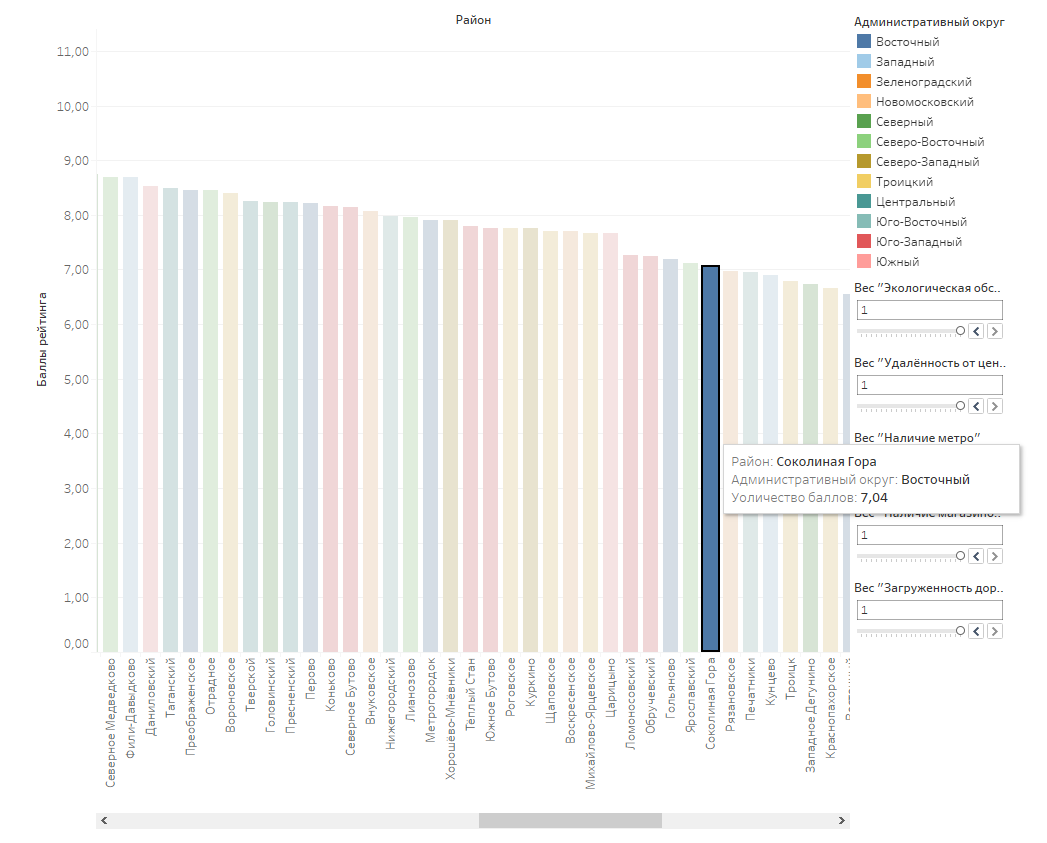 Район
Административный округ
Восточный
Западный
Зеленоградский
Новомосковский
Северный
Северо-Восточный
Северо-Западный
Троицкий
Центральный
Юго-Восточный
Юго-Западный
Южный
11,00
10,00
9,00
8,00
7,00
6,00
5,00
4,00
3,00
2,00
1,00
0,00
Баллы рейтинга
Вес "Экологическая обс..
1
Вес "Удалённость от цен..
1
Вес "Наличие метро"
Район: Соколиная Гора
Административный округ: Восточный
Уоличество баллов: 7,04
Вес "Наличие магазино..
1
Вес "Загруженность дор..
1
Северное Медведково
Фили-Давыдково
Даниловский
Таганский
Преображенское
Отрадное
Вороновское
Тверской
Головинский
Пресненский
Перово
Коньково
Северное Бутово
Внуковское
Нижегородский
Лианозово
Метрогородок
Хорошёво-Мнёвники
Тёплый Стан
Южное Бутово
Роговское
Куркино
Щаповское
Воскресенское
Михайлово-Ярцевское
Царицыно
Ломоносовский
Обручевский
Гольяново
Ярославский
Соколиная Гора
Рязановское
Печатники
Кунцево
Троицк
Западное Дегунино
Краснопахорское